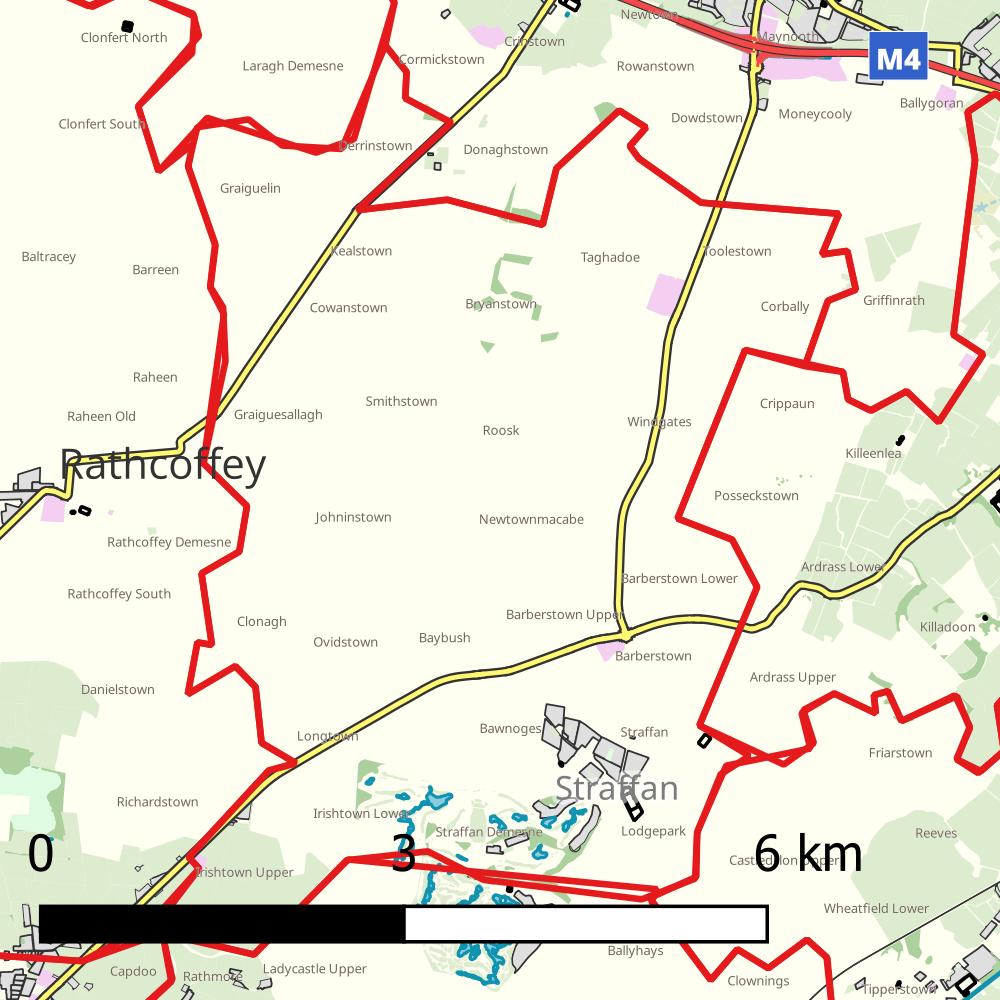 Newtown
Clonfert North
Crinstown
Maynooth
M4
Laragh Demesne
Cormickstown
Rowanstown
Ballygoran
Clonfert South
Dowdstown
Moneycooly
Derrinstown
Donaghstown
Graiguelin
Baltracey
Kealstown
Taghadoe
Toolestown
Barreen
Cowanstown
Bryanstown
Corbally
Griffinrath
Raheen
Smithstown
Crippaun
Raheen Old
Graiguesallagh
Roosk
Windgates
Killeenlea
Rathcoffey
Posseckstown
Johninstown
Newtownmacabe
Rathcoffey Demesne
Ardrass Lower
Rathcoffey South
Barberstown Lower
Clonagh
Barberstown Upper
Killadoon
Ovidstown
Baybush
Barberstown
Danielstown
Ardrass Upper
Longtown
Bawnoges
Straffan
Friarstown
Richardstown
Irishtown Lower
Straffan
Straffan Demesne
Lodgepark
Reeves
0 3 6 km
Irishtown Upper
Castledillon Upper
Wheatfield Lower
Ballyhays
Capdoo
Rathmore
Ladycastle Upper
Clownings
Tipperstown